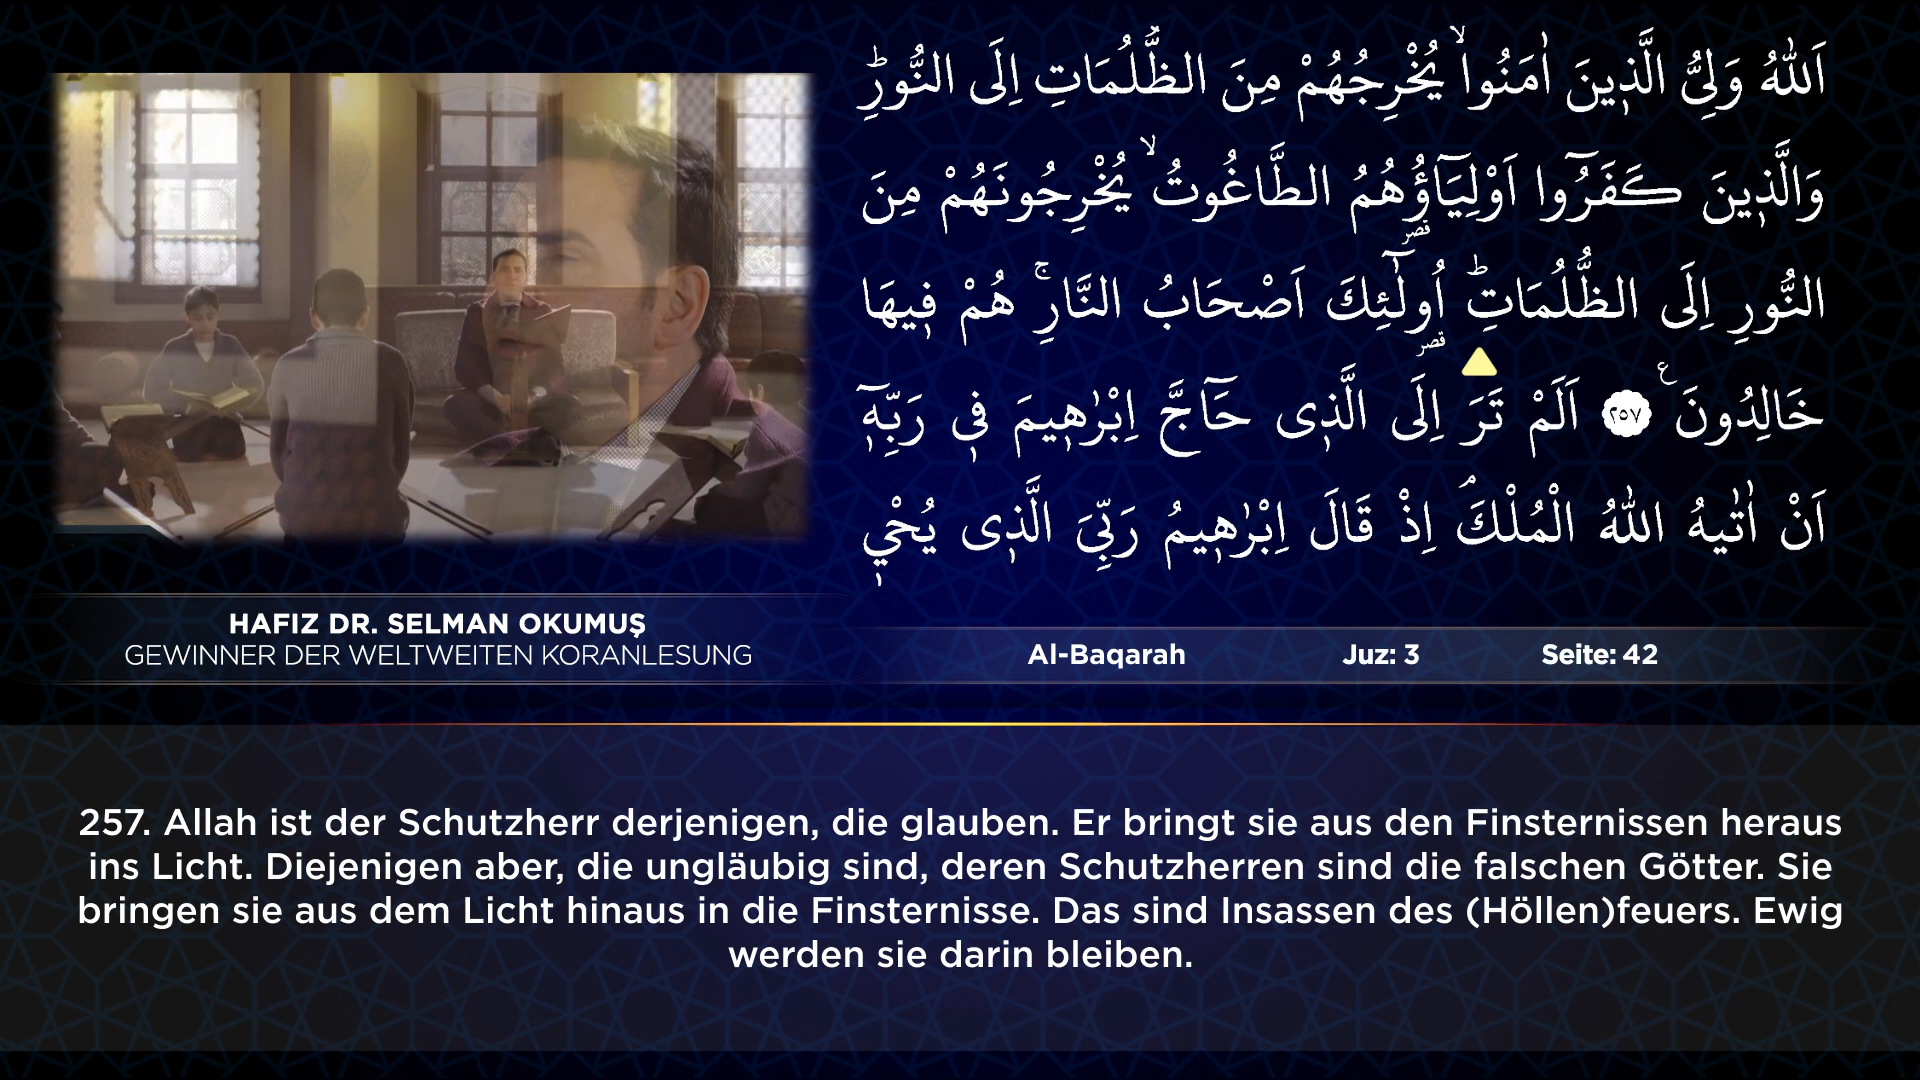 اَللّٰهُ وَلِيُّ الَّذٖينَ اٰمَنُواۙ يُخْرِجُهُمْ مِنَ الظُّلُمَاتِ اِلَى النُّورِؕ
وَالَّذٖينَ كَفَرُٓوا اَوْلِيَٓاؤُ۬هُمُ الطَّاغُوتُۙ يُخْرِجُونَهُمْ مِنَ
قصر
النُّورِ اِلَى الظُّلُمَاتِؕ اُو۬لٰٓئِكَ اَصْحَابُ النَّارِۚ هُمْ فٖيهَا
قصر
خَالِدُونَࣖ ٢٥٧ اَلَمْ تَرَ اِلَى الَّذٖى حَٓاجَّ اِبْرٰهٖيمَ فٖى رَبِّهٖٓ
اَنْ اٰتٰيهُ اللّٰهُ الْمُلْكَۢ اِذْ قَالَ اِبْرٰهٖيمُ رَبِّيَ الَّذٖى يُحْيٖ
HAFIZ DR. SELMAN OKUMUŞ
GEWINNER DER WELTWEITEN KORANLESUNG
Al-Baqarah Juz: 3 Seite: 42
257. Allah ist der Schutzherr derjenigen, die glauben. Er bringt sie aus den Finsternissen heraus
ins Licht. Diejenigen aber, die ungläubig sind, deren Schutzherren sind die falschen Götter. Sie
bringen sie aus dem Licht hinaus in die Finsternisse. Das sind Insassen des (Höllen)feuers. Ewig
werden sie darin bleiben.